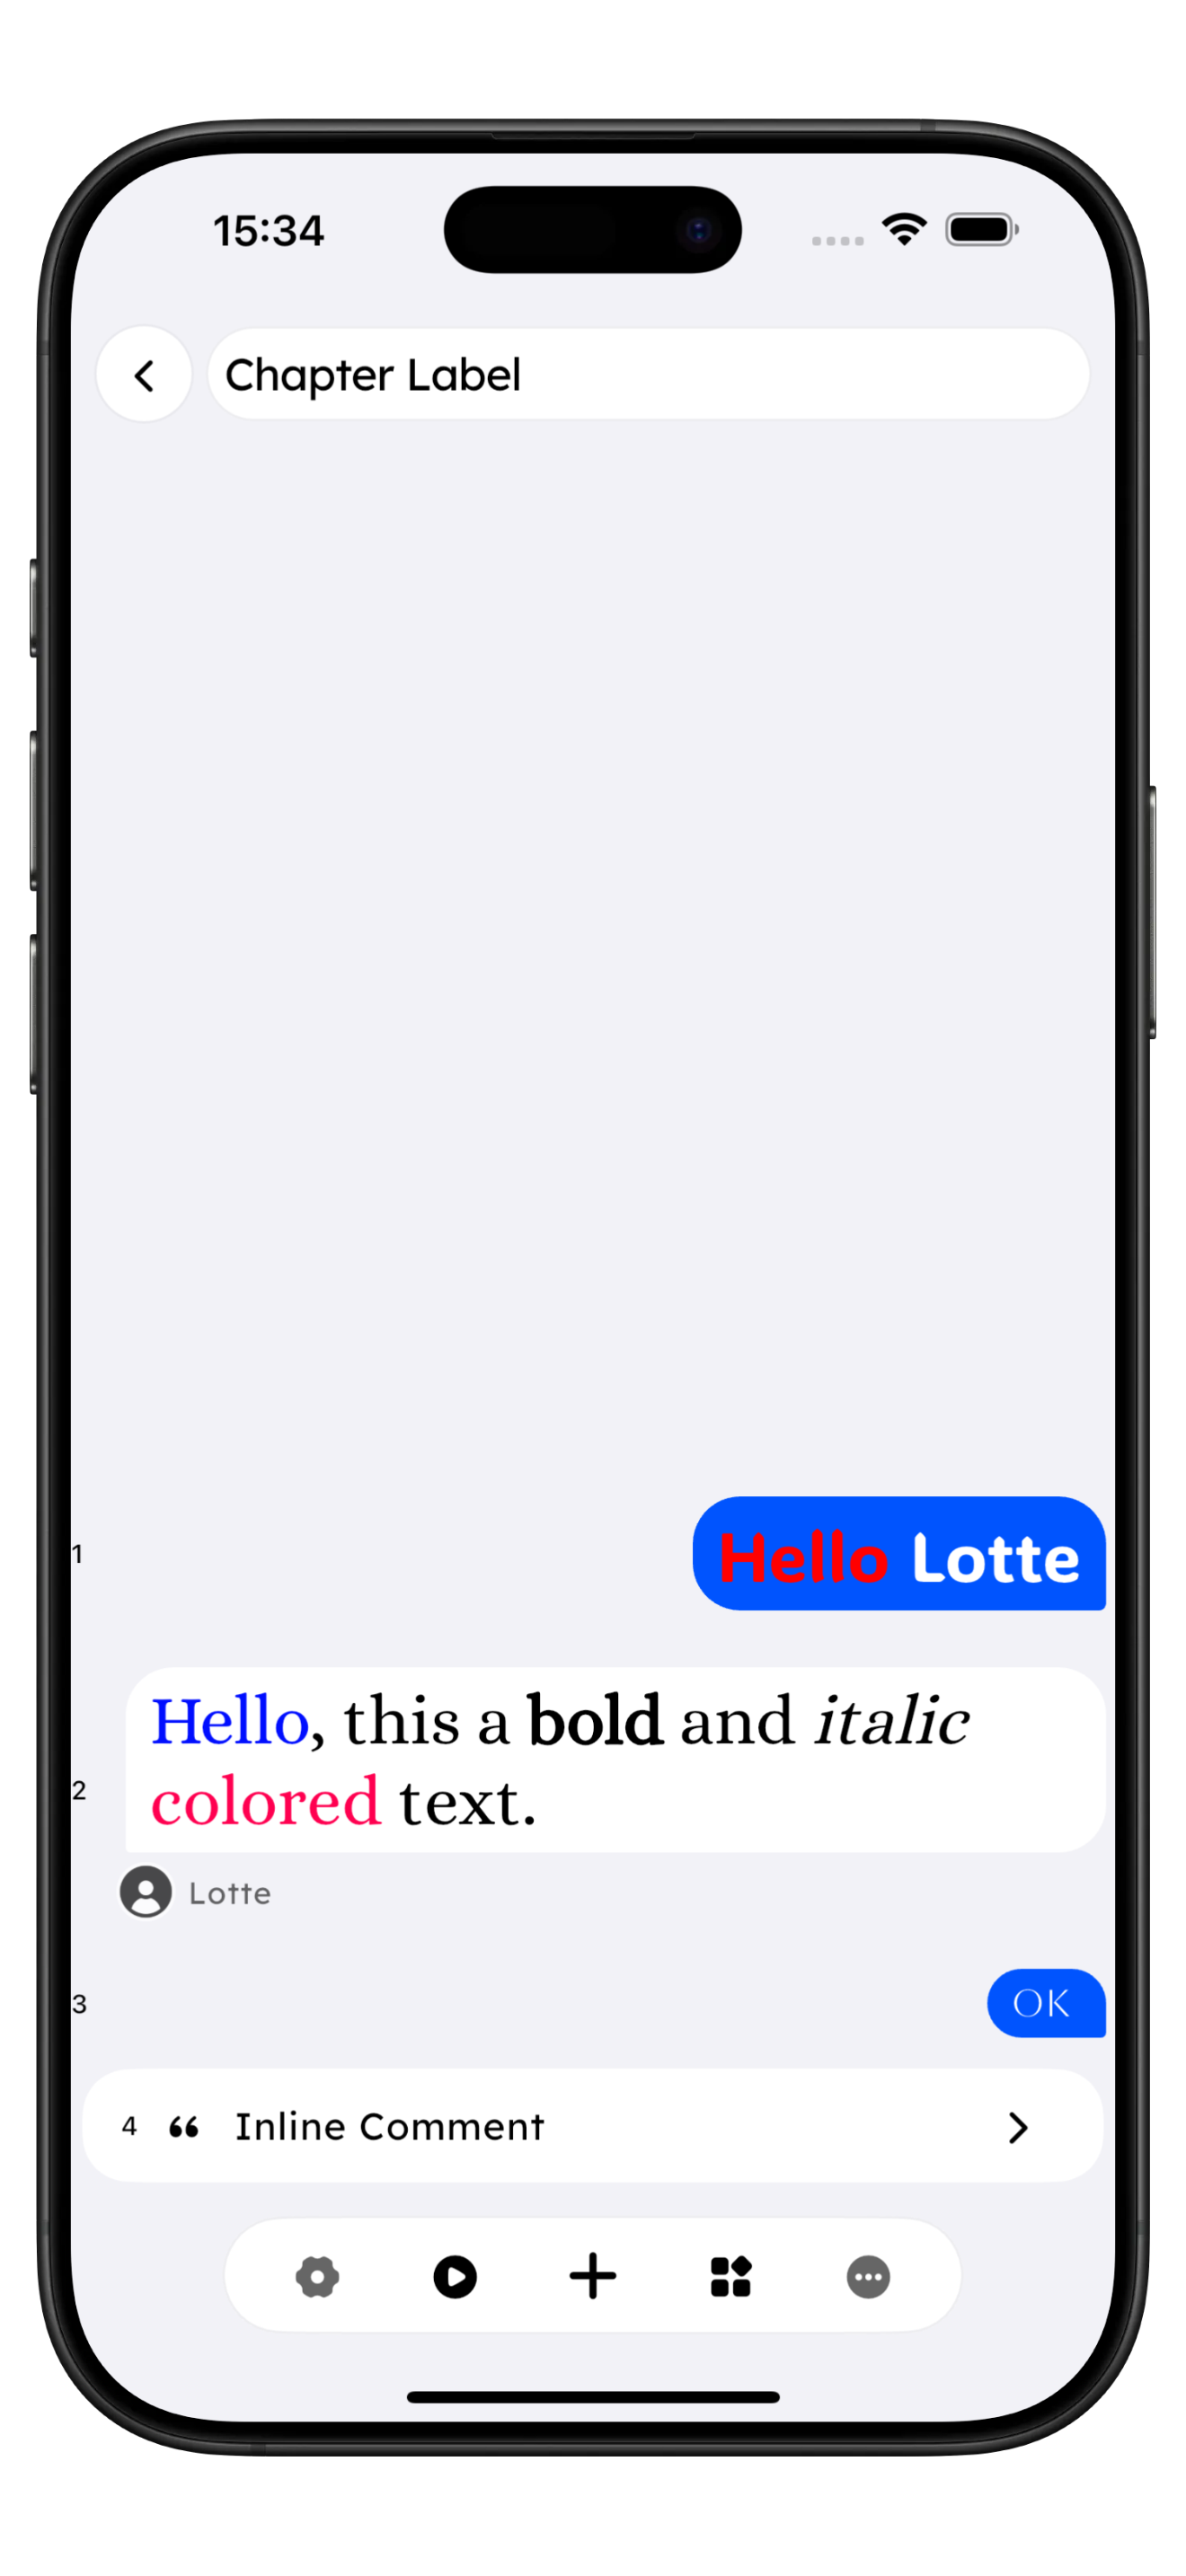 15:34
Chapter Label
1
Hello Lotte
2
Hello, this a bold and italic
colored text.
Lotte
3
OK
4 “ Inline Comment